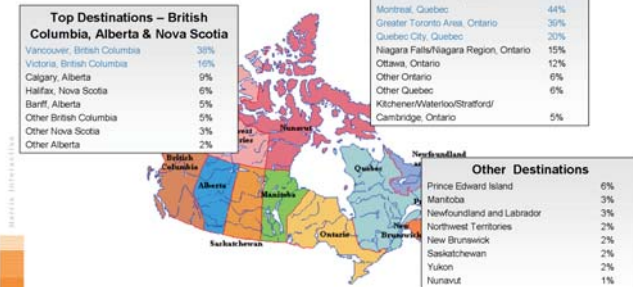 Top Destinations – British
Columbia, Alberta & Nova Scotia
Vancouver, British Columbia 38%
Victoria, British Columbia 16%
Calgary, Alberta 9%
Halifax, Nova Scotia 6%
Banff, Alberta 5%
Other British Columbia 5%
Other Nova Scotia 3%
Other Alberta 2%
Montreal, Quebec 44%
Greater Toronto Area, Ontario 39%
Quebec City, Quebec 20%
Niagara Falls/Niagara Region, Ontario 15%
Ottawa, Ontario 12%
Other Ontario 6%
Other Quebec 6%
Kitchener/Waterloo/Stratford/
Cambridge, Ontario 5%
Harris Interactive
Nunavut
British
Columbia
Alberta
Manitoba
Saskatchewan
Ontario
Quebec
Newfoundland
New
Brunswick
Other Destinations
Prince Edward Island 6%
Manitoba 3%
Newfoundland and Labrador 3%
Northwest Territories 2%
New Brunswick 2%
Saskatchewan 2%
Yukon 2%
Nunavut 1%